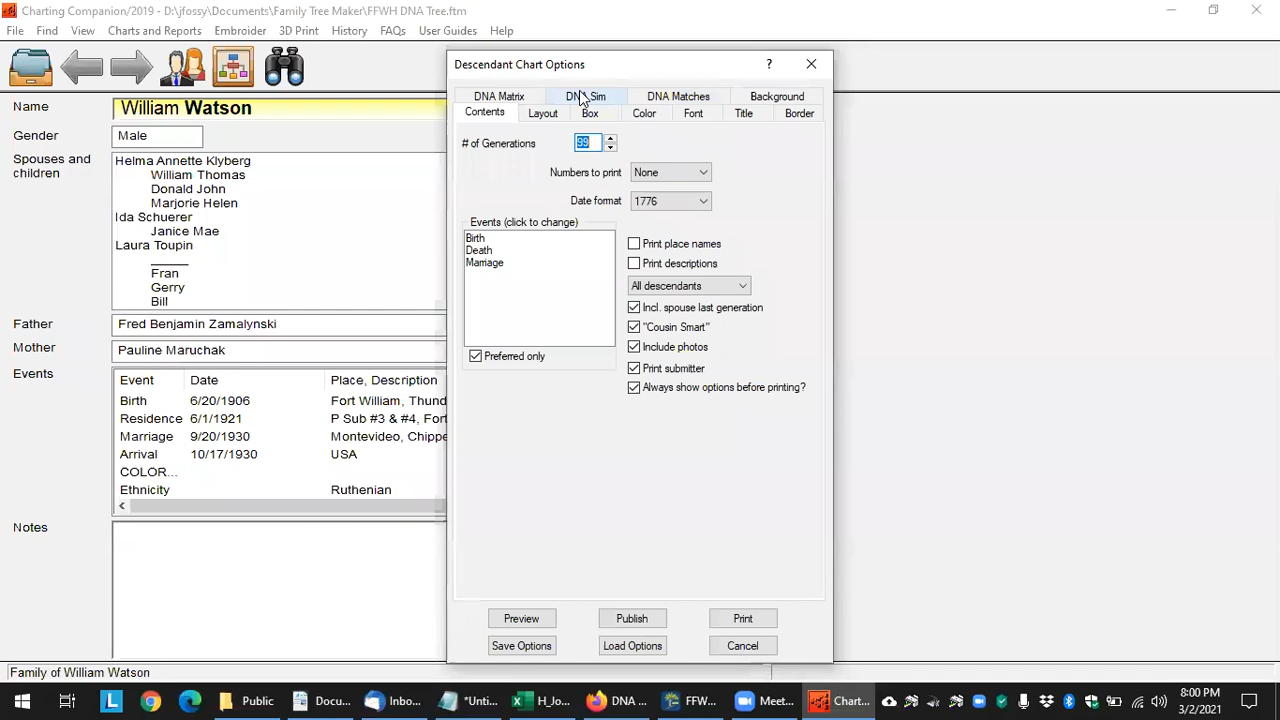 Charting Companion/2019 - D:\jfossy\Documents\Family Tree Maker\FFWH DNA Tree.ftm
File Find View Charts and Reports Embroider 3D Print History FAQs User Guides Help
Name William Watson
Gender Male
Spouses and children
Helma Annette Klyberg
William Thomas
Donald John
Marjorie Helen
Ida Schuerer
Janice Mae
Laura Toupin
Fran
Gerry
Bill
Father Fred Benjamin Zamalynski
Mother Pauline Maruchak
Events
Event Date Place, Description
Birth 6/20/1906 Fort William, Thund
Residence 6/1/1921 P Sub #3 & #4, Fort
Marriage 9/20/1930 Montevideo, Chippe
Arrival 10/17/1930 USA
COLOR...
Ethnicity Ruthenian
Notes
Family of William Watson
Descendant Chart Options ?
DNA Matrix DNA Sim DNA Matches Background
Contents Layout Box Color Font Title Border
# of Generations 99
Numbers to print None
Date format 1776
Events (click to change)
Birth
Death
Marriage
Preferred only
Print place names
Print descriptions
All descendants
Incl. spouse last generation
"Cousin Smart"
Include photos
Print submitter
Always show options before printing?
Preview Publish Print
Save Options Load Options Cancel
L Public Docu... Inbo... *Unti... H_Jo... DNA ... FFW... Meet... Chart...
8:00 PM
3/2/2021